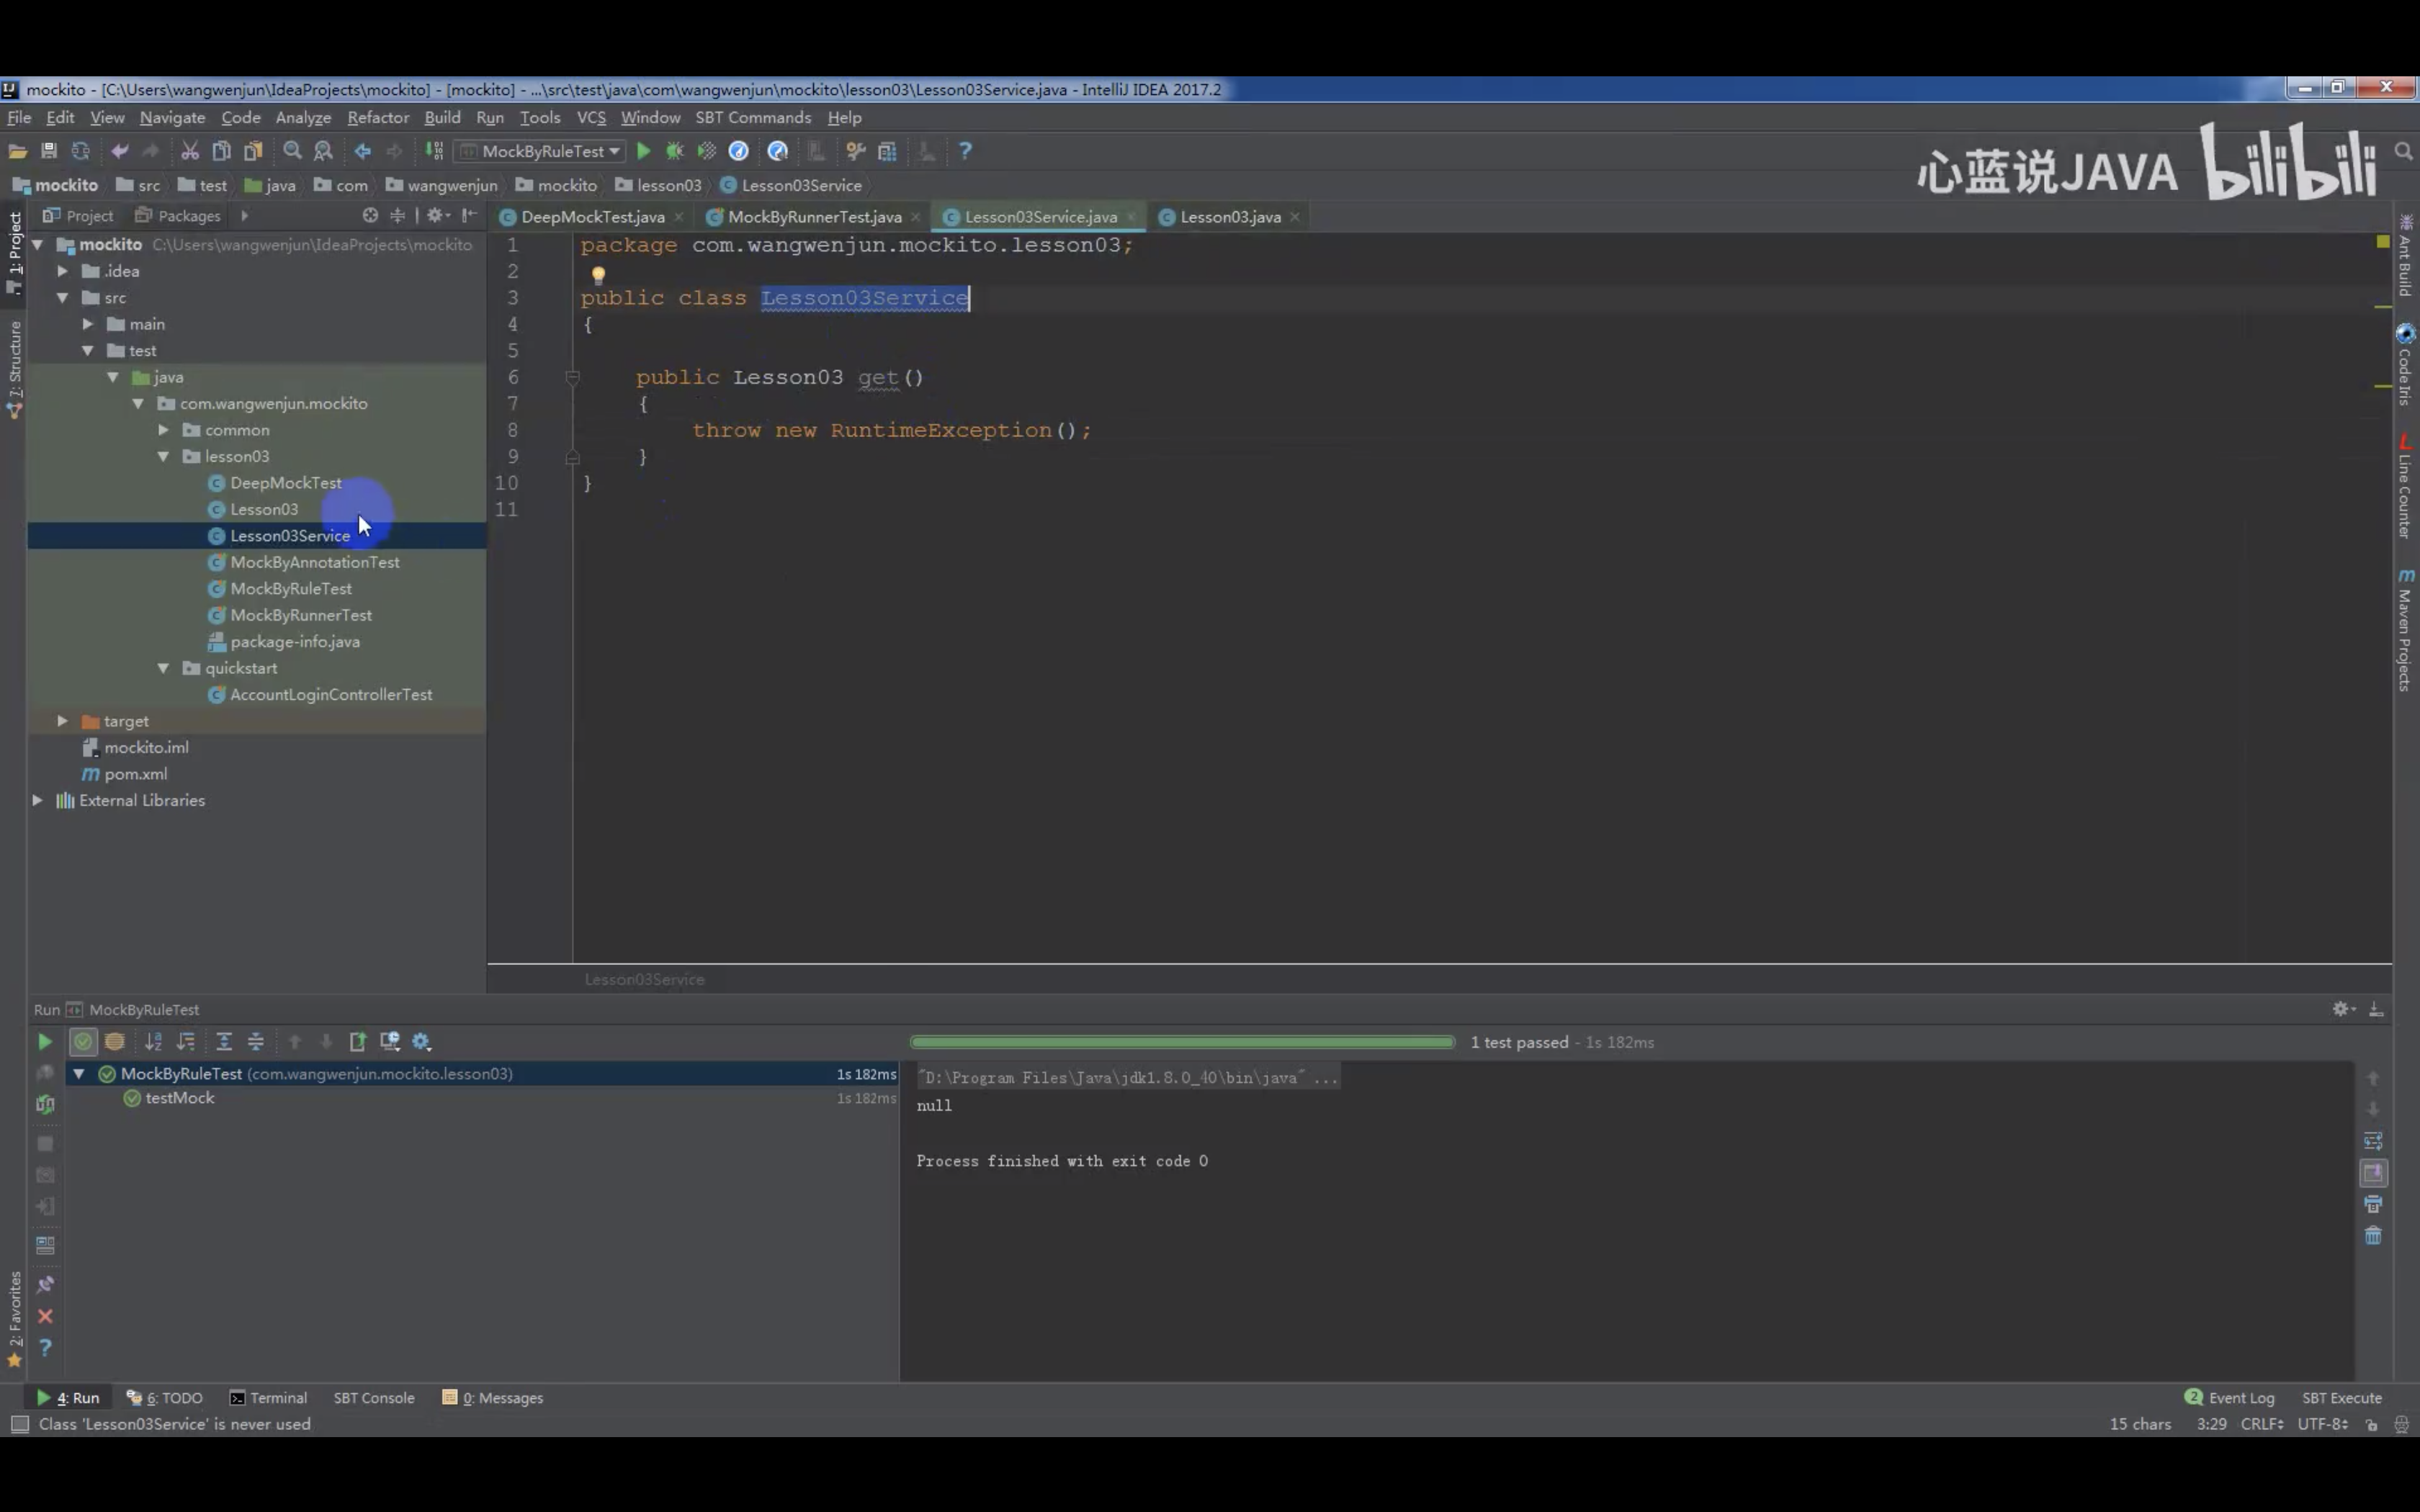 mockito - [C:\Users\wangwenjun\IdeaProjects\mockito] - [mockito] - ...\src\test\java\com\wangwenjun\mockito\lesson03\Lesson03Service.java - IntelliJ IDEA 2017.2
File Edit View Navigate Code Analyze Refactor Build Run Tools VCS Window SBT Commands Help
MockByRuleTest
心蓝说JAVA bilibili
mockito src test java com wangwenjun mockito lesson03 Lesson03Service
Project Packages
DeepMockTest.java MockByRunnerTest.java Lesson03Service.java Lesson03.java
1: Project
7: Structure
2: Favorites
mockito C:\Users\wangwenjun\IdeaProjects\mockito
.idea
src
main
test
java
com.wangwenjun.mockito
common
lesson03
DeepMockTest
Lesson03
Lesson03Service
MockByAnnotationTest
MockByRuleTest
MockByRunnerTest
package-info.java
quickstart
AccountLoginControllerTest
target
mockito.iml
pom.xml
External Libraries
1 package com.wangwenjun.mockito.lesson03;
2
3 public class Lesson03Service
4 {
5
6 public Lesson03 get()
7 {
8 throw new RuntimeException();
9 }
10 }
11
Lesson03Service
Ant Build
Code Iris
Line Counter
Maven Projects
Run MockByRuleTest
1 test passed - 1s 182ms
MockByRuleTest (com.wangwenjun.mockito.lesson03) 1s 182ms
testMock 1s 182ms
"D:\Program Files\Java\jdk1.8.0_40\bin\java" ...
null
Process finished with exit code 0
4: Run 6: TODO Terminal SBT Console 0: Messages
2 Event Log SBT Execute
Class 'Lesson03Service' is never used
15 chars 3:29 CRLF UTF-8